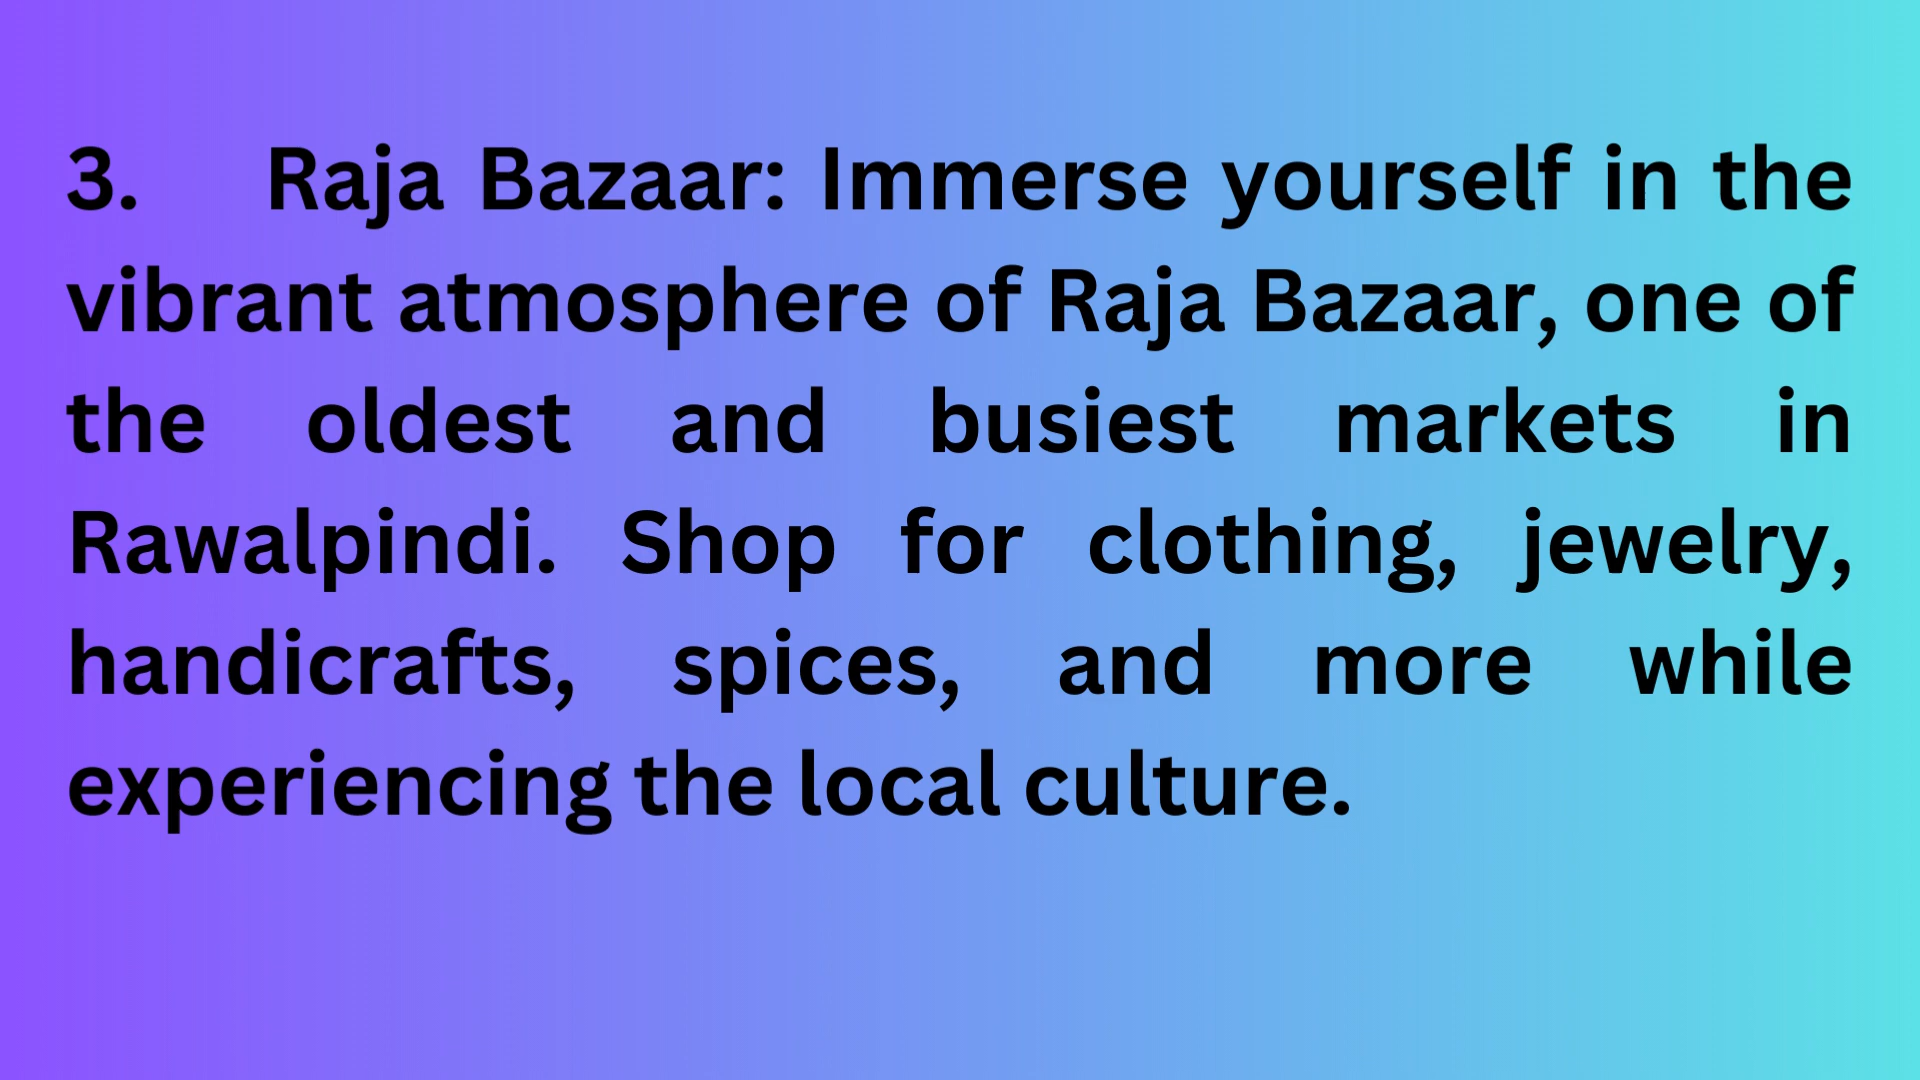 3. Raja Bazaar: Immerse yourself in the
vibrant atmosphere of Raja Bazaar, one of
the oldest and busiest markets in
Rawalpindi. Shop for clothing, jewelry,
handicrafts, spices, and more while
experiencing the local culture.